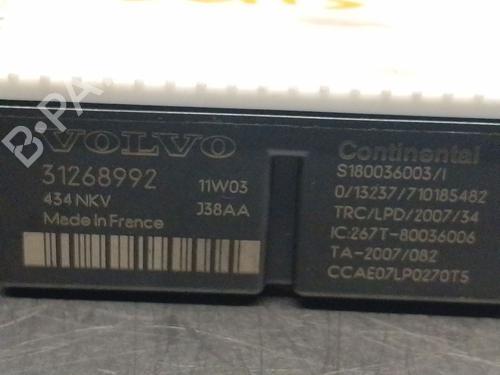 VOLVO
31268992
11W03
434 NKV
J38AA
Made in France
Continental
S180036003/I
0/13237/710185482
TRC/LPD/2007/34
IC:267T-80036006
TA-2007/082
CCAE07LP0270T5
B-PARTS